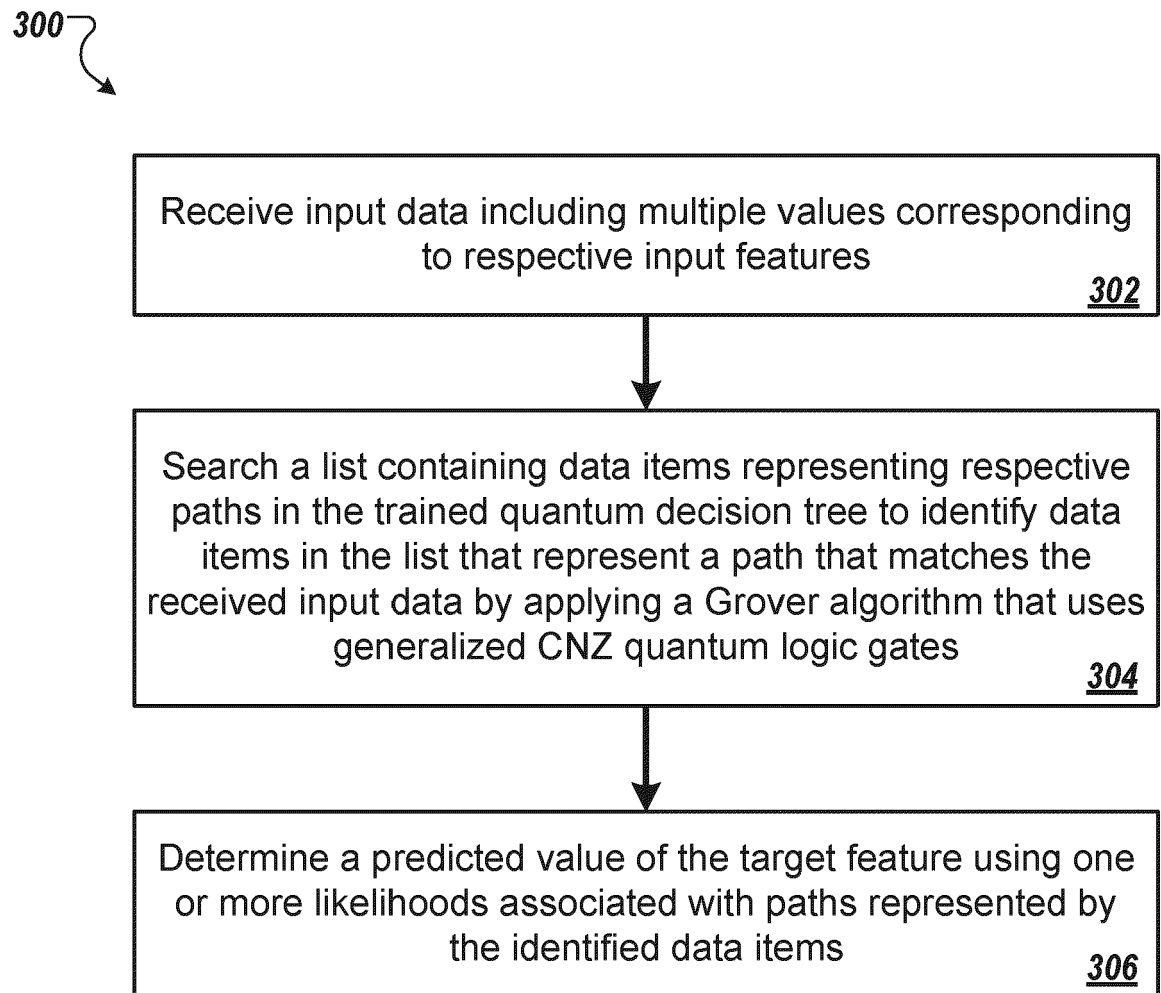 300
Receive input data including multiple values corresponding
to respective input features
302
Search a list containing data items representing respective
paths in the trained quantum decision tree to identify data
items in the list that represent a path that matches the
received input data by applying a Grover algorithm that uses
generalized CNZ quantum logic gates
304
Determine a predicted value of the target feature using one
or more likelihoods associated with paths represented by
the identified data items
306